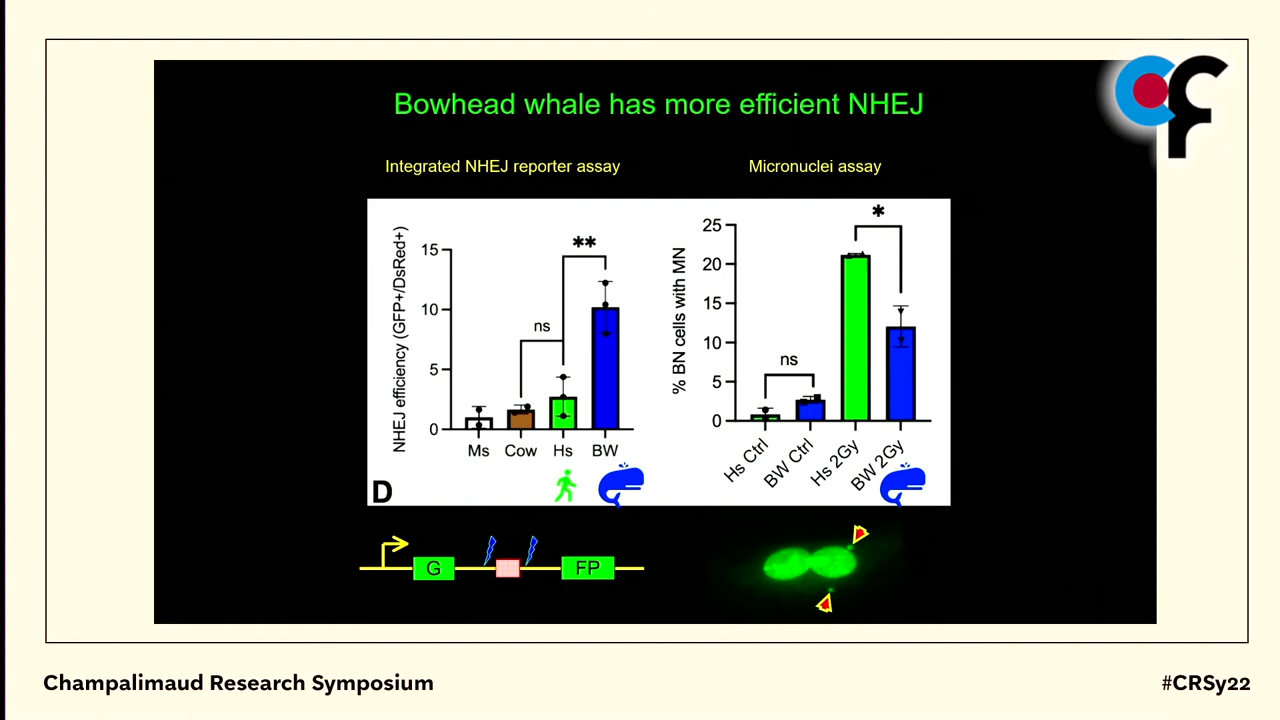 Bowhead whale has more efficient NHEJ
Integrated NHEJ reporter assay
Micronuclei assay
NHEJ efficiency (GFP+/DsRed+)
15
10
5
0
**
ns
Ms Cow Hs BW
D
% BN cells with MN
25
20
15
10
5
0
*
ns
Hs Ctrl
BW Ctrl
Hs 2Gy
BW 2Gy
G
FP
cf
Champalimaud Research Symposium
#CRSy22